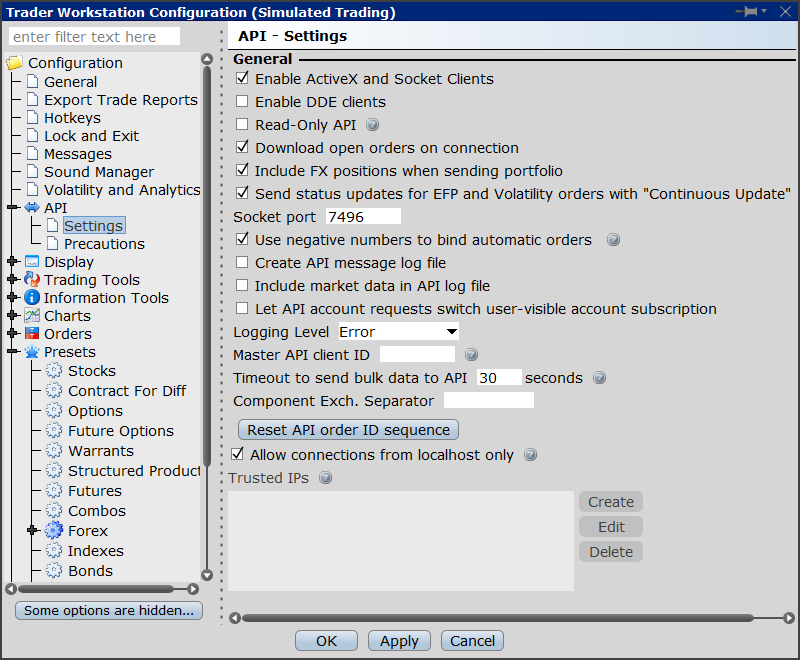 Trader Workstation Configuration (Simulated Trading)
enter filter text here
Configuration
General
Export Trade Reports
Hotkeys
Lock and Exit
Messages
Sound Manager
Volatility and Analytics
API
Settings
Precautions
Display
Trading Tools
Information Tools
Charts
Orders
Presets
Stocks
Contract For Diff
Options
Future Options
Warrants
Structured Product
Futures
Combos
Forex
Indexes
Bonds
Some options are hidden...
API - Settings
General
Enable ActiveX and Socket Clients
Enable DDE clients
Read-Only API
Download open orders on connection
Include FX positions when sending portfolio
Send status updates for EFP and Volatility orders with "Continuous Update"
Socket port 7496
Use negative numbers to bind automatic orders
Create API message log file
Include market data in API log file
Let API account requests switch user-visible account subscription
Logging Level Error
Master API client ID
Timeout to send bulk data to API 30 seconds
Component Exch. Separator
Reset API order ID sequence
Allow connections from localhost only
Trusted IPs
Create
Edit
Delete
OK Apply Cancel